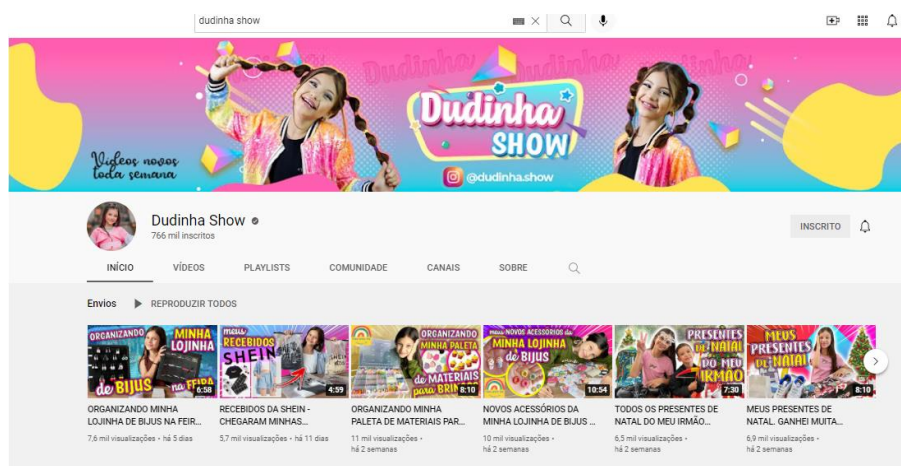 dudinha show
Dudinha Dudinha Dudinha
Dudinha
SHOW
Vídeos novos
toda semana
@dudinha.show
Dudinha Show
766 mil inscritos
INSCRITO
INÍCIO VÍDEOS PLAYLISTS COMUNIDADE CANAIS SOBRE
Envios REPRODUZIR TODOS
ORGANIZANDO MINHA
LOJINHA
de BIJUS na FEIRA
6:58
meus
RECEBIDOS
SHEIN
4:59
ORGANIZANDO
MINHA PALETA
de MATERIAIS
para BRIN
8:10
meus NOVOS ACESSÓRIOS da
MINHA LOJINHA
de BIJUS
10:54
PRESENTES
DE NATAL
DO MEU
IRMÃO
7:30
MEUS
PRESENTES
DE NATAL
8:10
ORGANIZANDO MINHA
LOJINHA DE BIJUS NA FEIR...
7,6 mil visualizações • há 5 dias
RECEBIDOS DA SHEIN -
CHEGARAM MINHAS...
5,7 mil visualizações • há 11 dias
ORGANIZANDO MINHA
PALETA DE MATERIAIS PAR...
11 mil visualizações •
há 2 semanas
NOVOS ACESSÓRIOS DA
MINHA LOJINHA DE BIJUS ...
10 mil visualizações •
há 2 semanas
TODOS OS PRESENTES DE
NATAL DO MEU IRMÃO...
6,5 mil visualizações •
há 2 semanas
MEUS PRESENTES DE
NATAL. GANHEI MUITA...
6,9 mil visualizações •
há 2 semanas